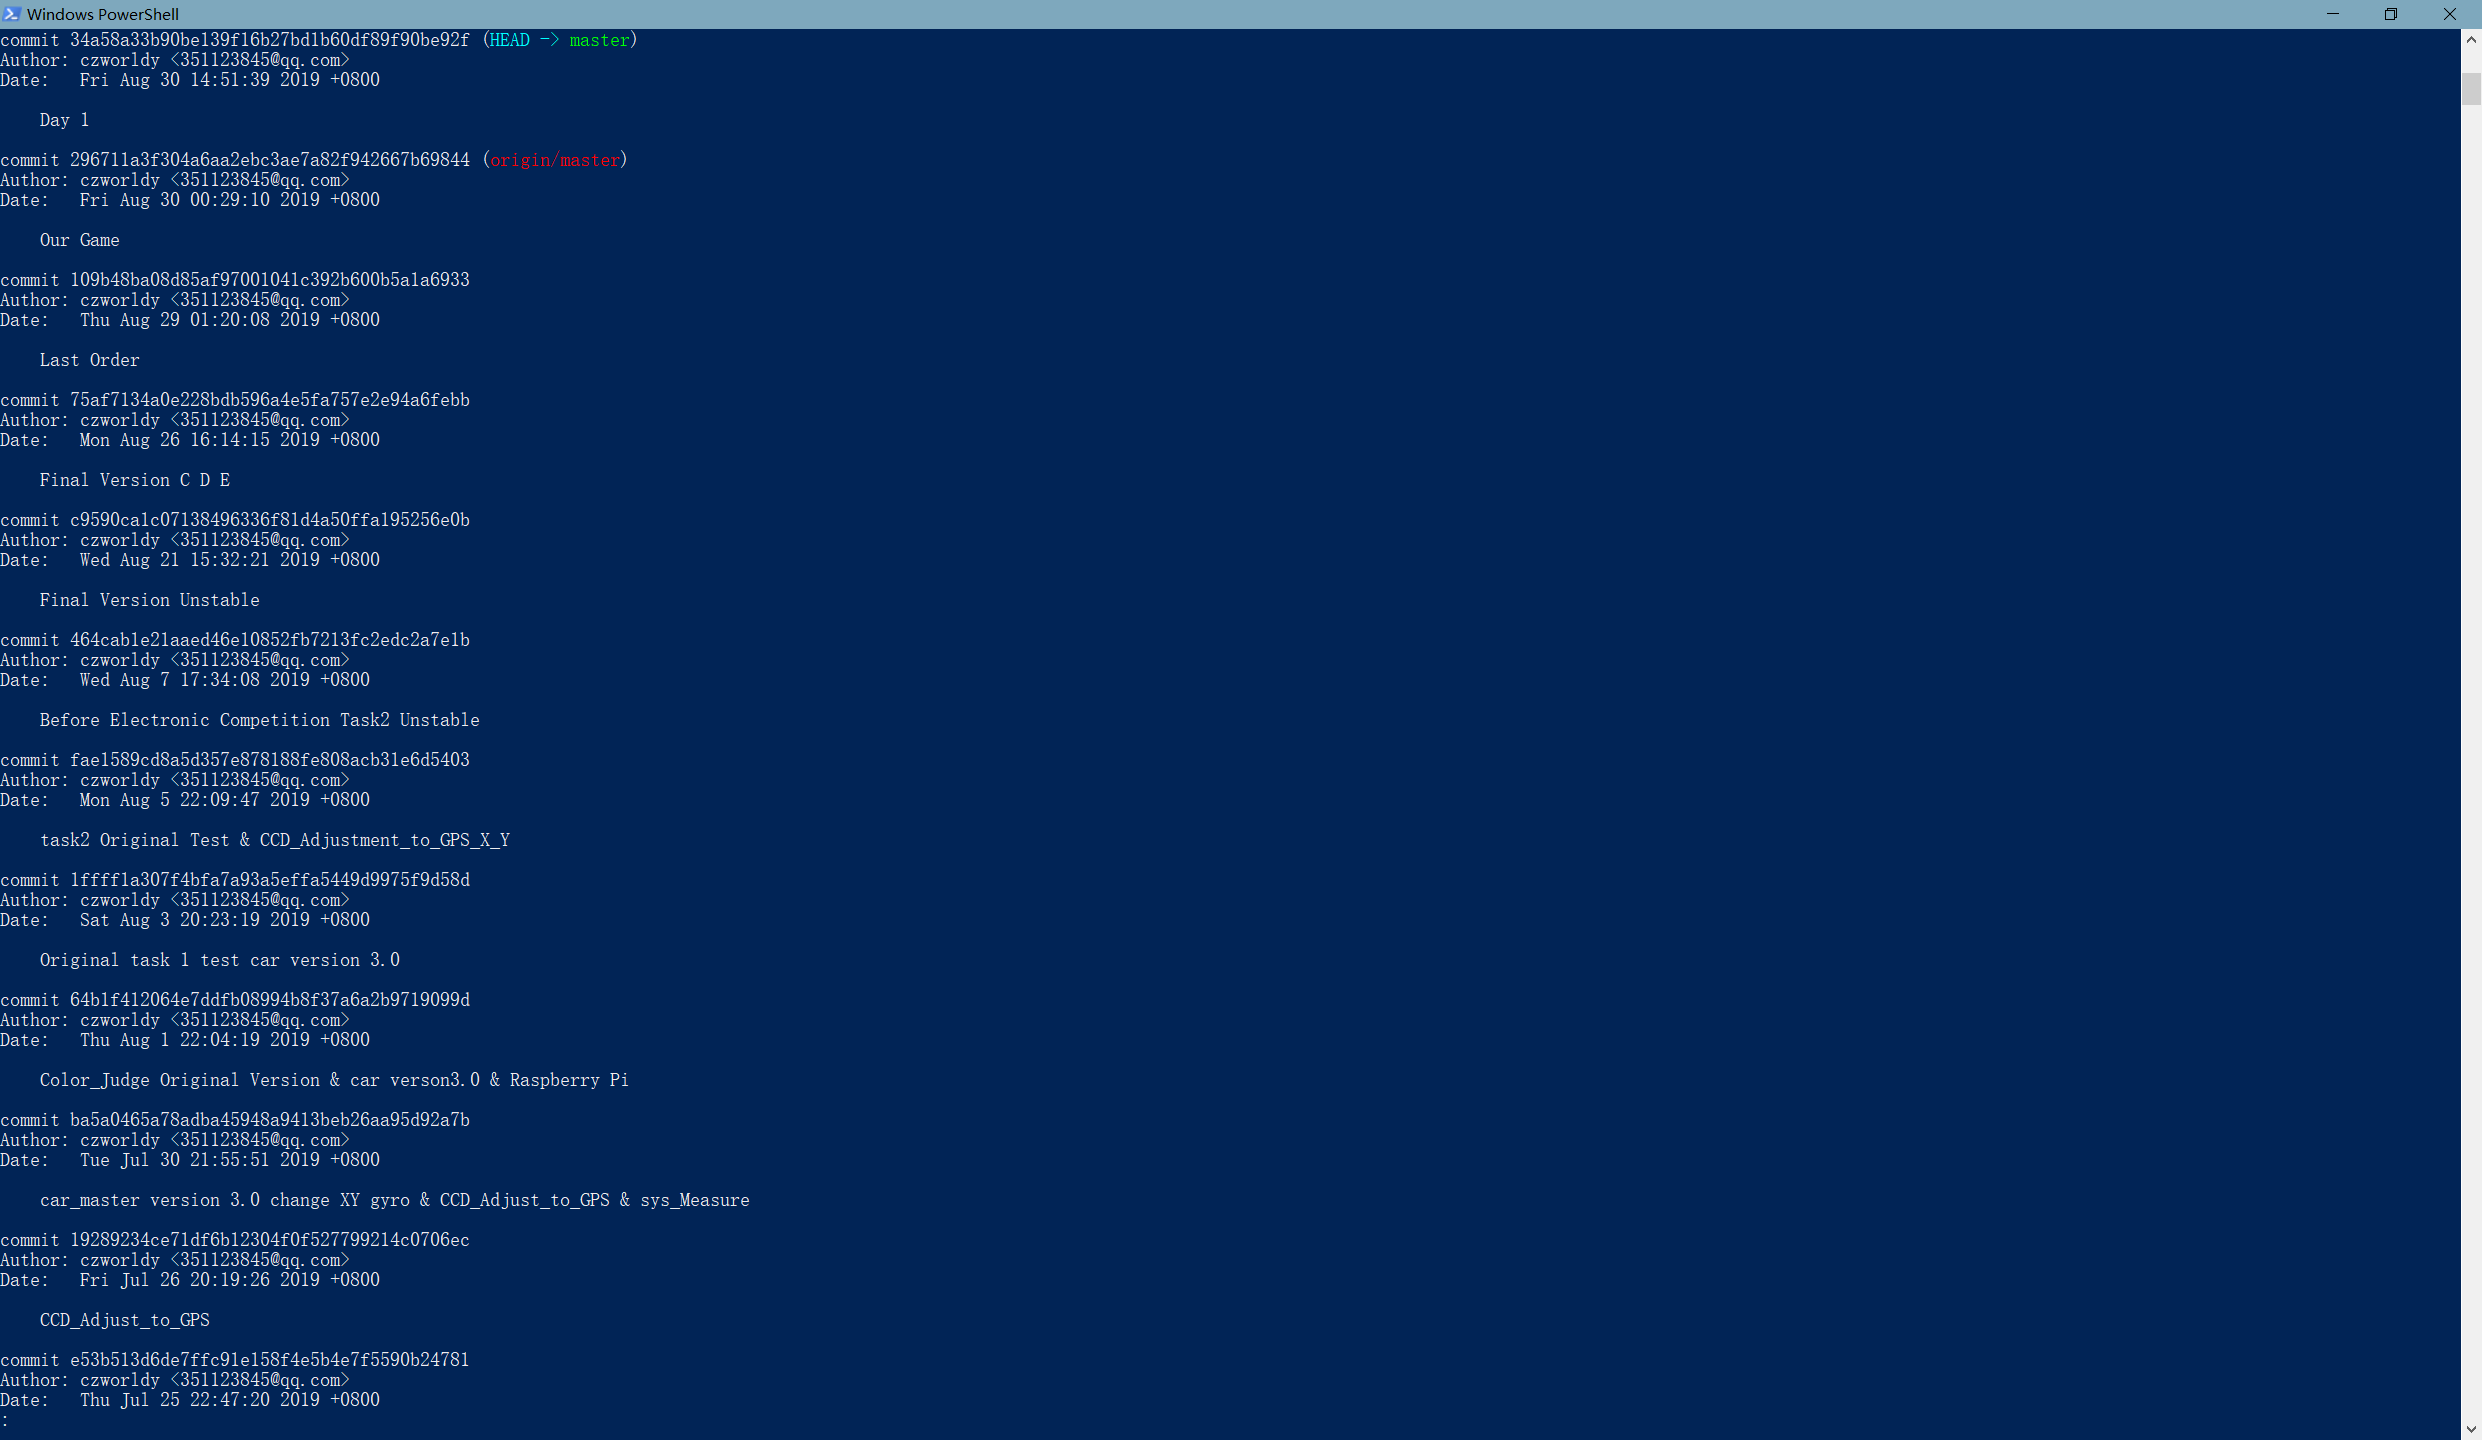 Windows PowerShell
commit 34a58a33b90be139f16b27bd1b60df89f90be92f (HEAD -> master)
Author: czworldy <351123845@qq.com>
Date:   Fri Aug 30 14:51:39 2019 +0800
    Day 1
commit 296711a3f304a6aa2ebc3ae7a82f942667b69844 (origin/master)
Author: czworldy <351123845@qq.com>
Date:   Fri Aug 30 00:29:10 2019 +0800
    Our Game
commit 109b48ba08d85af97001041c392b600b5a1a6933
Author: czworldy <351123845@qq.com>
Date:   Thu Aug 29 01:20:08 2019 +0800
    Last Order
commit 75af7134a0e228bdb596a4e5fa757e2e94a6febb
Author: czworldy <351123845@qq.com>
Date:   Mon Aug 26 16:14:15 2019 +0800
    Final Version C D E
commit c9590ca1c07138496336f81d4a50ffa195256e0b
Author: czworldy <351123845@qq.com>
Date:   Wed Aug 21 15:32:21 2019 +0800
    Final Version Unstable
commit 464cab1e21aaed46e10852fb7213fc2edc2a7e1b
Author: czworldy <351123845@qq.com>
Date:   Wed Aug 7 17:34:08 2019 +0800
    Before Electronic Competition Task2 Unstable
commit fae1589cd8a5d357e878188fe808acb31e6d5403
Author: czworldy <351123845@qq.com>
Date:   Mon Aug 5 22:09:47 2019 +0800
    task2 Original Test & CCD_Adjustment_to_GPS_X_Y
commit 1ffff1a307f4bfa7a93a5effa5449d9975f9d58d
Author: czworldy <351123845@qq.com>
Date:   Sat Aug 3 20:23:19 2019 +0800
    Original task 1 test car version 3.0
commit 64b1f412064e7ddfb08994b8f37a6a2b9719099d
Author: czworldy <351123845@qq.com>
Date:   Thu Aug 1 22:04:19 2019 +0800
    Color_Judge Original Version & car verson3.0 & Raspberry Pi
commit ba5a0465a78adba45948a9413beb26aa95d92a7b
Author: czworldy <351123845@qq.com>
Date:   Tue Jul 30 21:55:51 2019 +0800
    car_master version 3.0 change XY gyro & CCD_Adjust_to_GPS & sys_Measure
commit 19289234ce71df6b12304f0f527799214c0706ec
Author: czworldy <351123845@qq.com>
Date:   Fri Jul 26 20:19:26 2019 +0800
    CCD_Adjust_to_GPS
commit e53b513d6de7ffc91e158f4e5b4e7f5590b24781
Author: czworldy <351123845@qq.com>
Date:   Thu Jul 25 22:47:20 2019 +0800
: